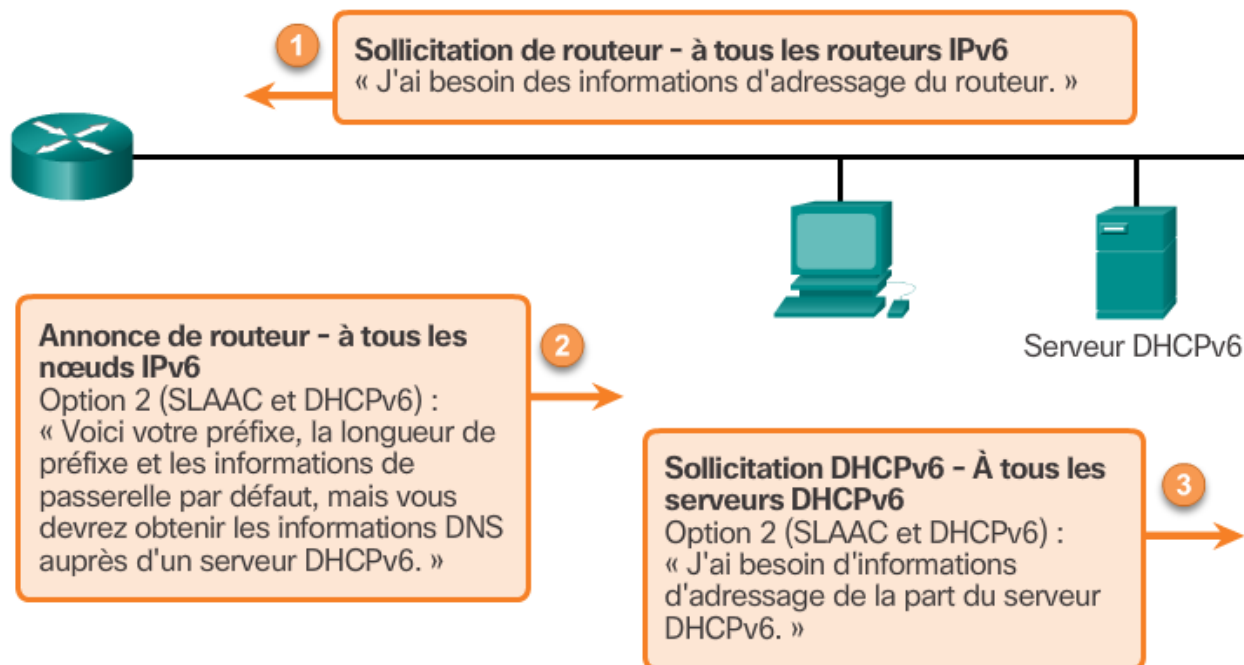 1
Sollicitation de routeur – à tous les routeurs IPv6
« J'ai besoin des informations d'adressage du routeur. »
Serveur DHCPv6
Annonce de routeur – à tous les
nœuds IPv6
Option 2 (SLAAC et DHCPv6) :
« Voici votre préfixe, la longueur de
préfixe et les informations de
passerelle par défaut, mais vous
devrez obtenir les informations DNS
auprès d'un serveur DHCPv6. »
2
Sollicitation DHCPv6 – À tous les
serveurs DHCPv6
Option 2 (SLAAC et DHCPv6) :
« J'ai besoin d'informations
d'adressage de la part du serveur
DHCPv6. »
3